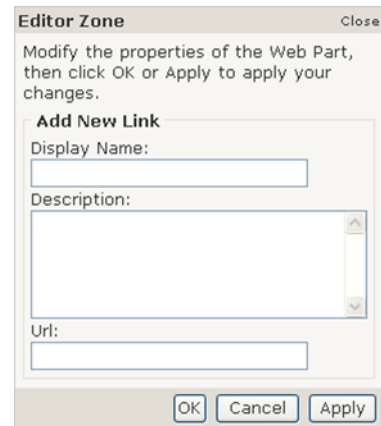 Editor Zone Close
Modify the properties of the Web Part,
then click OK or Apply to apply your
changes.
Add New Link
Display Name:
Description:
Url:
OK Cancel Apply